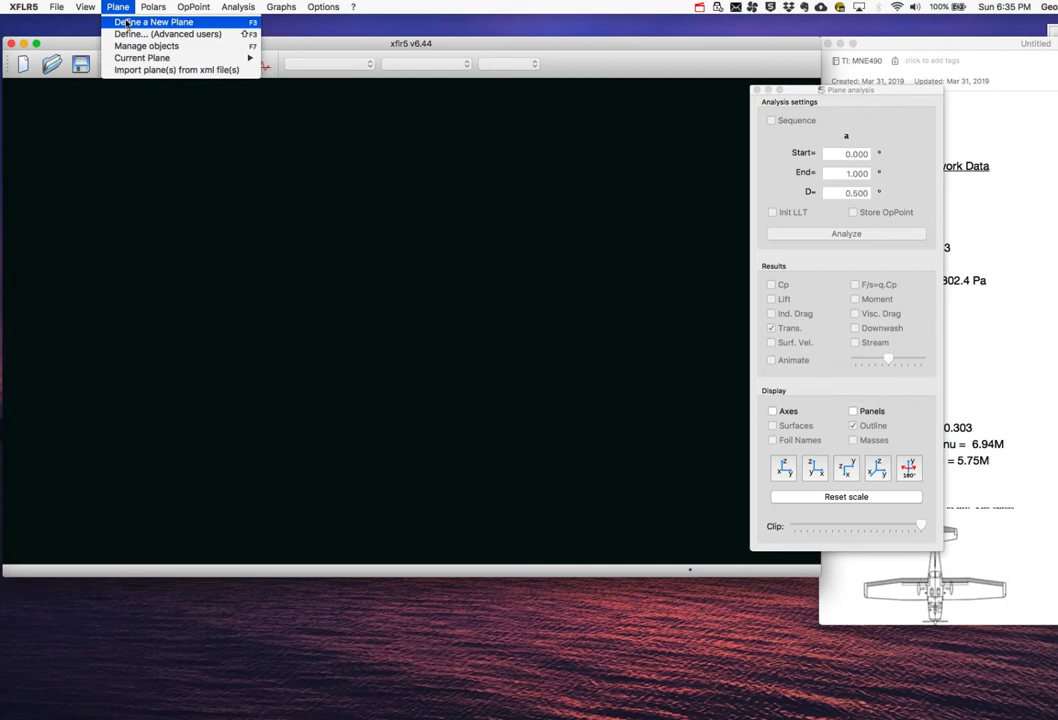 XFLR5 File View Plane Polars OpPoint Analysis Graphs Options ? 100% Sun 6:35 PM Geo
Define a New Plane F3
Define... (Advanced users) ⇧F3
Manage objects F7
Current Plane
Import plane(s) from xml file(s)
xflr5 v6.44
Untitled
TI: MNE490 click to add tags
Created: Mar 31, 2019 Updated: Mar 31, 2019
Plane analysis
Analysis settings
Sequence
a
Start= 0.000 °
End= 1.000 °
D= 0.500 °
Init LLT Store OpPoint
Analyze
Results
Cp F/s=q.Cp
Lift Moment
Ind. Drag Visc. Drag
Trans. Downwash
Surf. Vel. Stream
Animate
Display
Axes Panels
Surfaces Outline
Foil Names Masses
z x y
z y x
z y x
z x y
y 180°
Reset scale
Clip:
work Data
3
302.4 Pa
0.303
nu = 6.94M
= 5.75M